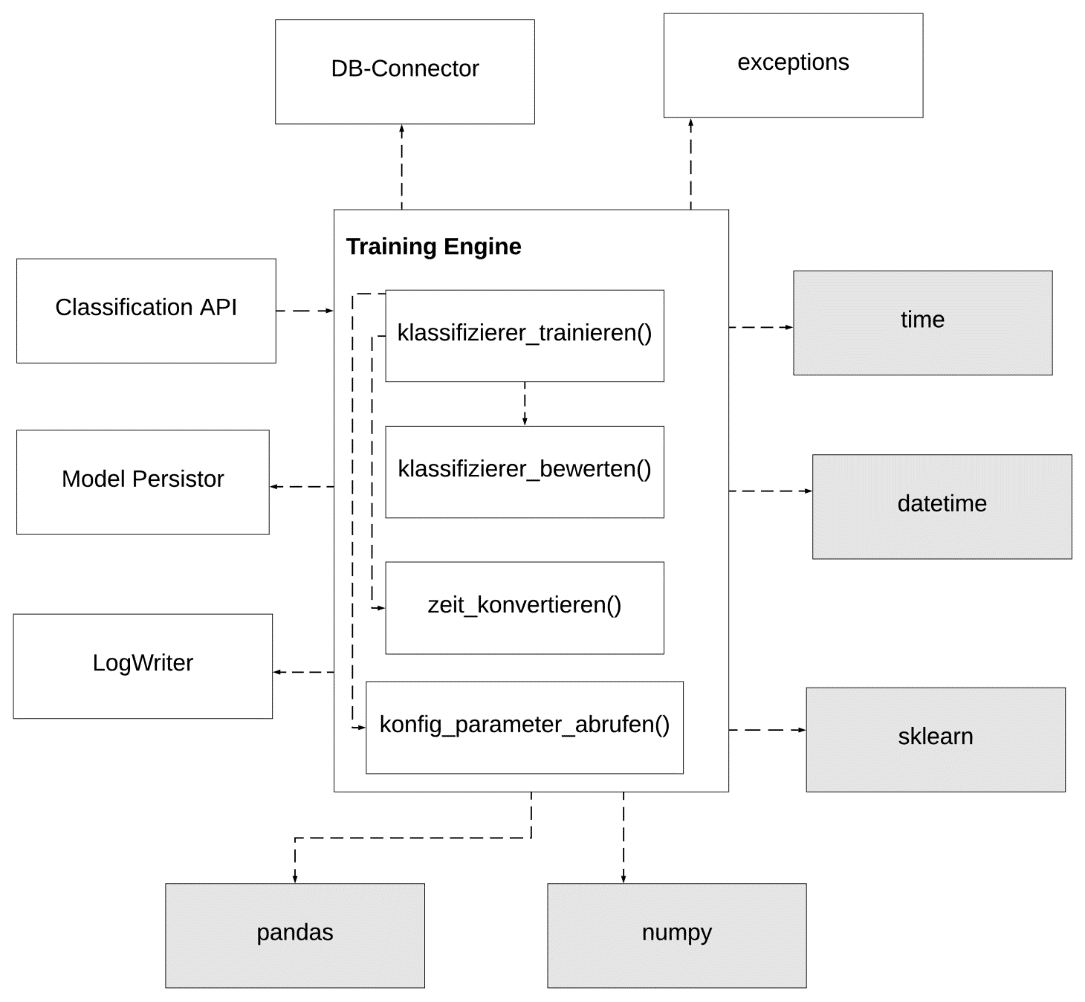 DB-Connector
exceptions
Training Engine
Classification API
klassifizierer_trainieren()
time
Model Persistor
klassifizierer_bewerten()
datetime
zeit_konvertieren()
LogWriter
konfig_parameter_abrufen()
sklearn
pandas
numpy